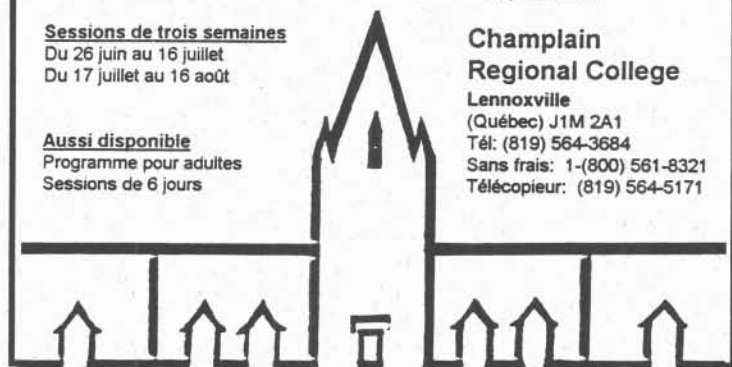 Sessions de trois semaines
Du 26 juin au 16 juillet
Du 17 juillet au 16 août
Aussi disponible
Programme pour adultes
Sessions de 6 jours
Champlain
Regional College
Lennoxville
(Québec) J1M 2A1
Tél: (819) 564-3684
Sans frais: 1-(800) 561-8321
Télécopieur: (819) 564-5171